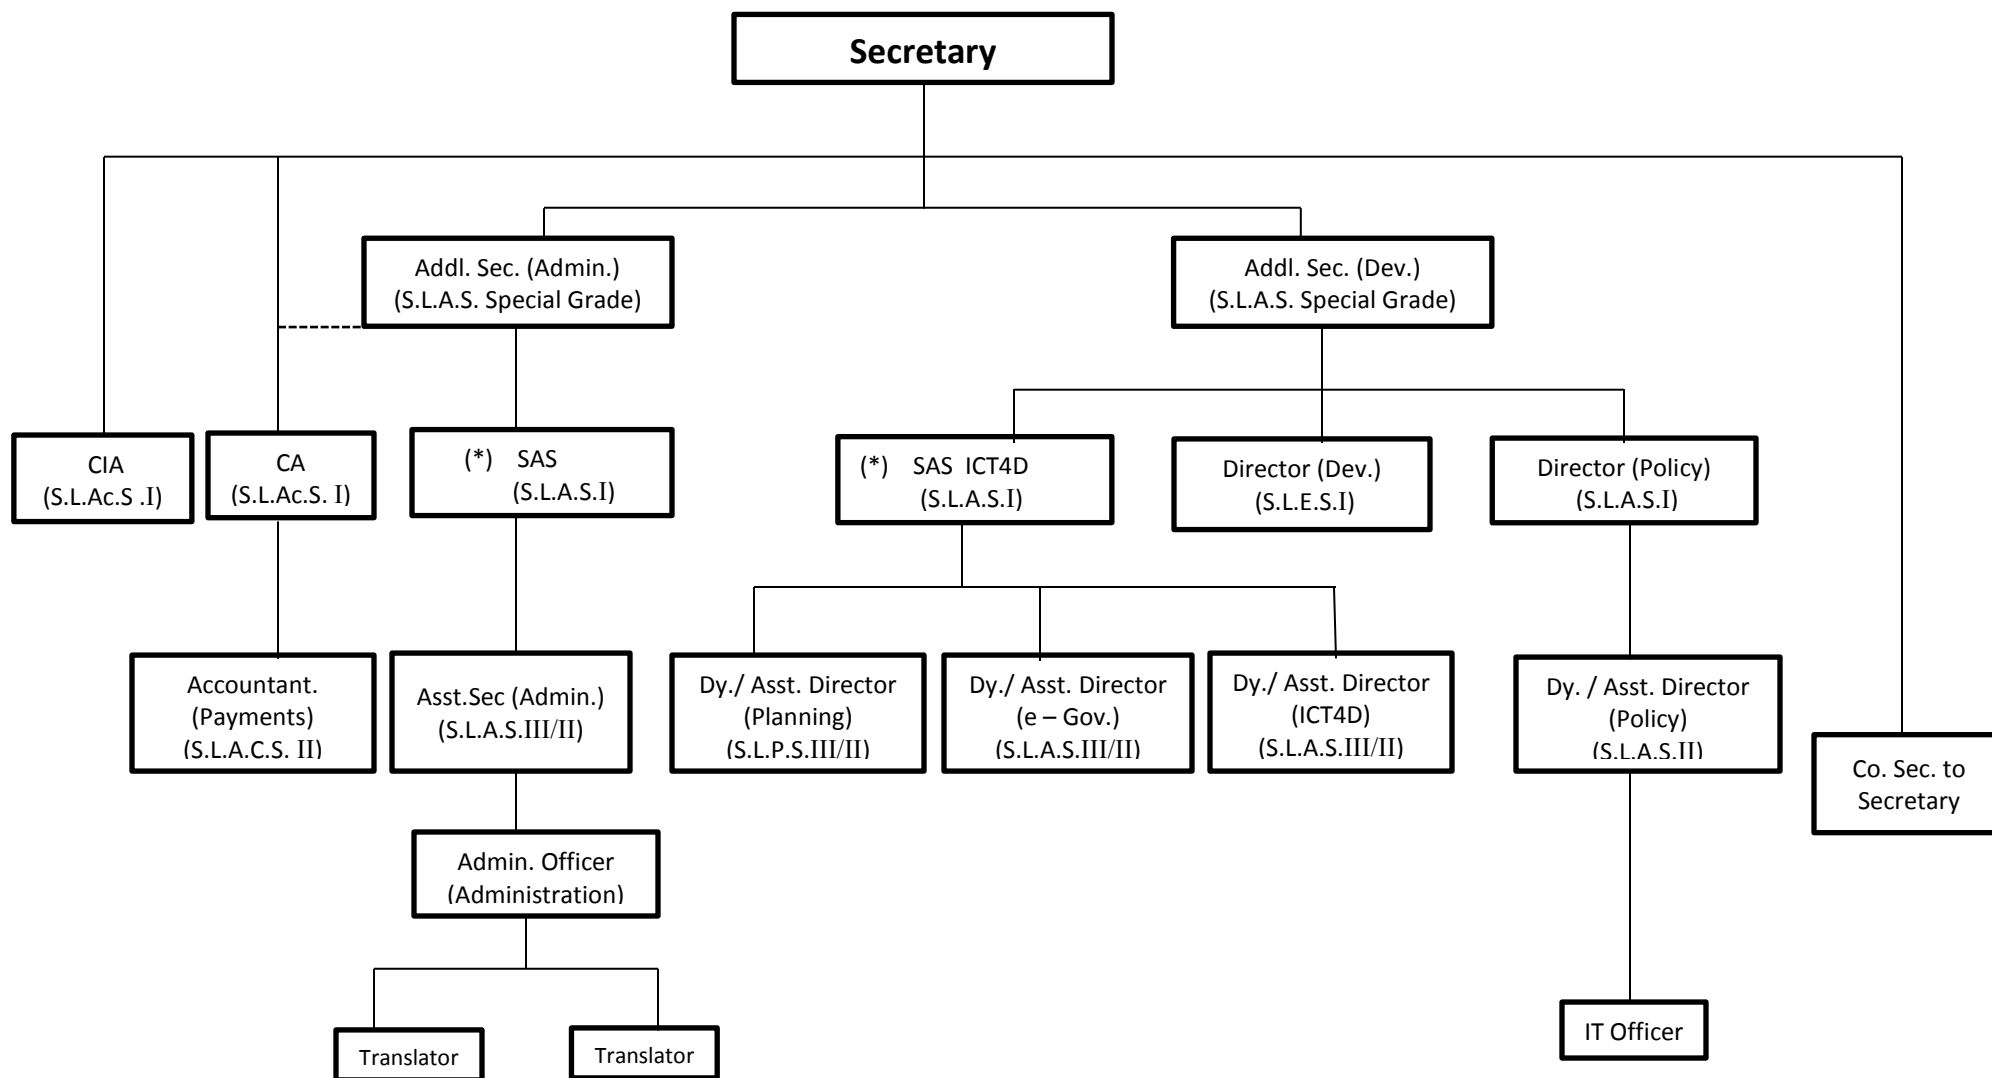 Secretary
Addl. Sec. (Admin.)
(S.L.A.S. Special Grade)
Addl. Sec. (Dev.)
(S.L.A.S. Special Grade)
CIA
(S.L.Ac.S .I)
CA
(S.L.Ac.S. I)
(*) SAS
(S.L.A.S.I)
(*) SAS ICT4D
(S.L.A.S.I)
Director (Dev.)
(S.L.E.S.I)
Director (Policy)
(S.L.A.S.I)
Accountant.
(Payments)
(S.L.A.C.S. II)
Asst.Sec (Admin.)
(S.L.A.S.III/II)
Dy./ Asst. Director
(Planning)
(S.L.P.S.III/II)
Dy./ Asst. Director
(e – Gov.)
(S.L.A.S.III/II)
Dy./ Asst. Director
(ICT4D)
(S.L.A.S.III/II)
Dy. / Asst. Director
(Policy)
(S.L.A.S.II)
Co. Sec. to
Secretary
Admin. Officer
(Administration)
Translator
Translator
IT Officer